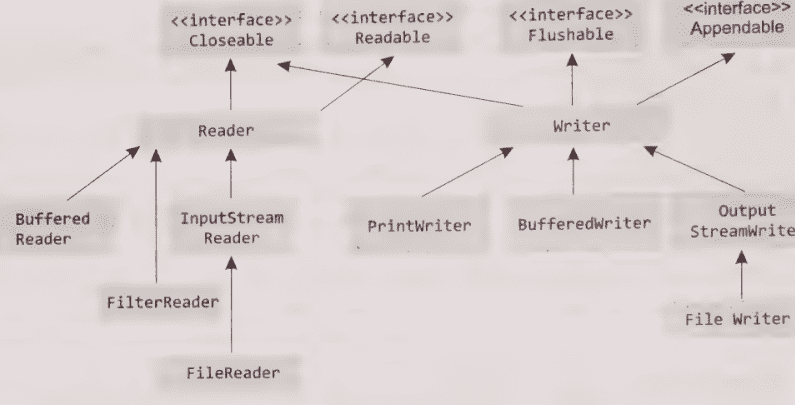 <<interface>>
Closeable
<<interface>>
Readable
<<interface>>
Flushable
<<interface>>
Appendable
Reader
Writer
Buffered
Reader
InputStream
Reader
PrintWriter
BufferedWriter
Output
StreamWrite
FilterReader
File Writer
FileReader